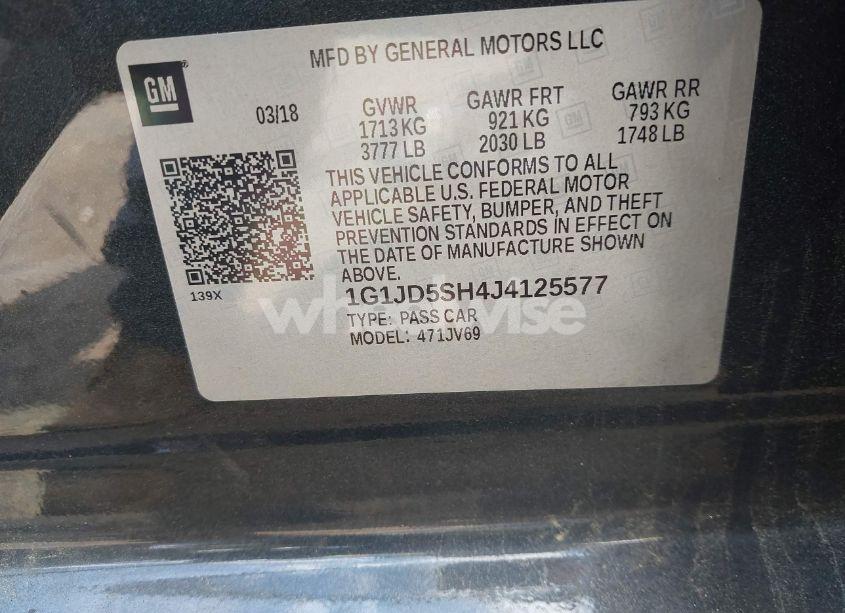 MFD BY GENERAL MOTORS LLC
GM
03/18
GVWR
1713 KG
3777 LB
GAWR FRT
921 KG
2030 LB
GAWR RR
793 KG
1748 LB
THIS VEHICLE CONFORMS TO ALL
APPLICABLE U.S. FEDERAL MOTOR
VEHICLE SAFETY, BUMPER, AND THEFT
PREVENTION STANDARDS IN EFFECT ON
THE DATE OF MANUFACTURE SHOWN
ABOVE.
139X
1G1JD5SH4J4125577
TYPE: PASS CAR
MODEL: 471JV69